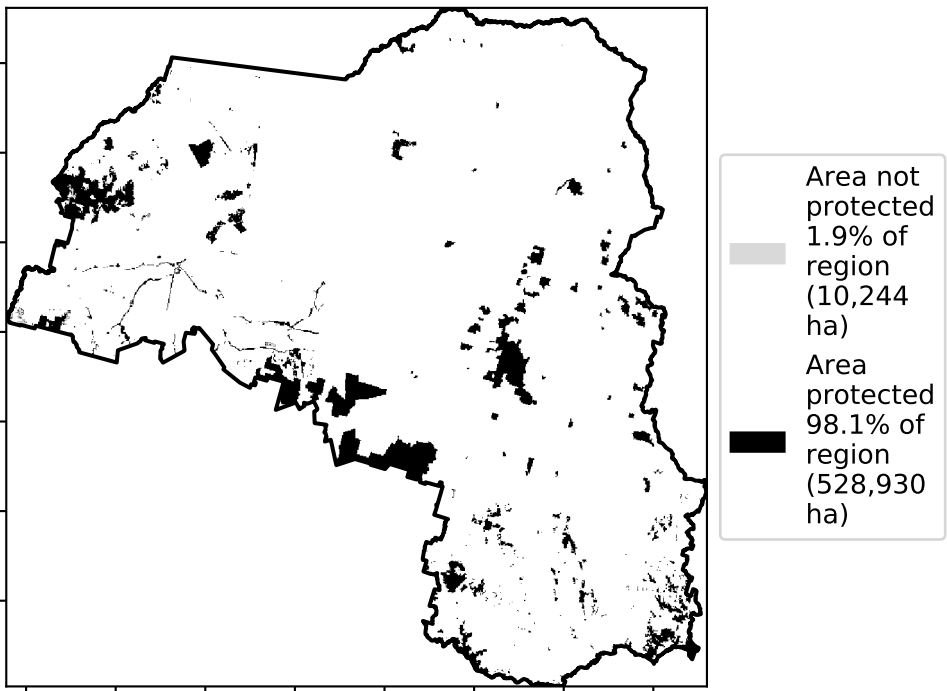 Area not
protected
1.9% of
region
(10,244
ha)
Area
protected
98.1% of
region
(528,930
ha)